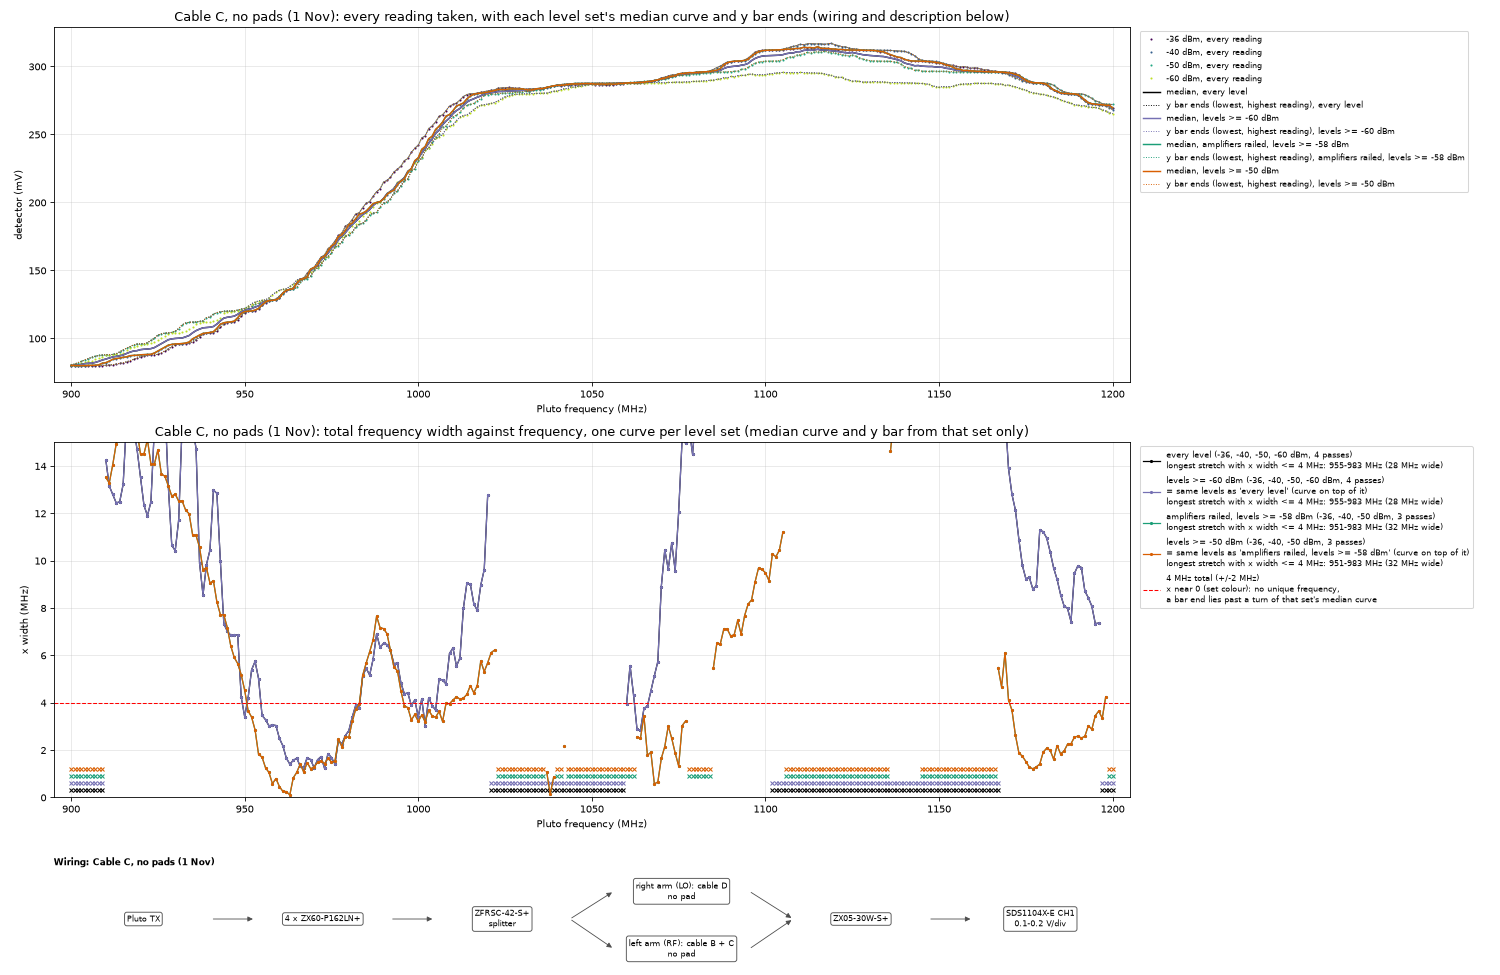 Cable C, no pads (1 Nov): every reading taken, with each level set's median curve and y bar ends (wiring and description below)
300
250
200
150
100
detector (mV)
900 950 1000 1050 1100 1150 1200
Pluto frequency (MHz)
-36 dBm, every reading
-40 dBm, every reading
-50 dBm, every reading
-60 dBm, every reading
median, every level
y bar ends (lowest, highest reading), every level
median, levels >= -60 dBm
y bar ends (lowest, highest reading), levels >= -60 dBm
median, amplifiers railed, levels >= -58 dBm
y bar ends (lowest, highest reading), amplifiers railed, levels >= -58 dBm
median, levels >= -50 dBm
y bar ends (lowest, highest reading), levels >= -50 dBm
Cable C, no pads (1 Nov): total frequency width against frequency, one curve per level set (median curve and y bar from that set only)
14
12
10
8
6
4
2
0
x width (MHz)
900 950 1000 1050 1100 1150 1200
Pluto frequency (MHz)
every level (-36, -40, -50, -60 dBm, 4 passes)
longest stretch with x width <= 4 MHz: 955-983 MHz (28 MHz wide)
levels >= -60 dBm (-36, -40, -50, -60 dBm, 4 passes)
= same levels as 'every level' (curve on top of it)
longest stretch with x width <= 4 MHz: 955-983 MHz (28 MHz wide)
amplifiers railed, levels >= -58 dBm (-36, -40, -50 dBm, 3 passes)
longest stretch with x width <= 4 MHz: 951-983 MHz (32 MHz wide)
levels >= -50 dBm (-36, -40, -50 dBm, 3 passes)
= same levels as 'amplifiers railed, levels >= -58 dBm' (curve on top of it)
longest stretch with x width <= 4 MHz: 951-983 MHz (32 MHz wide)
4 MHz total (+/-2 MHz)
x near 0 (set colour): no unique frequency,
a bar end lies past a turn of that set's median curve
Wiring: Cable C, no pads (1 Nov)
Pluto TX
4 x ZX60-P162LN+
ZFRSC-42-S+
splitter
right arm (LO): cable D
no pad
left arm (RF): cable B + C
no pad
ZX05-30W-S+
SDS1104X-E CH1
0.1-0.2 V/div